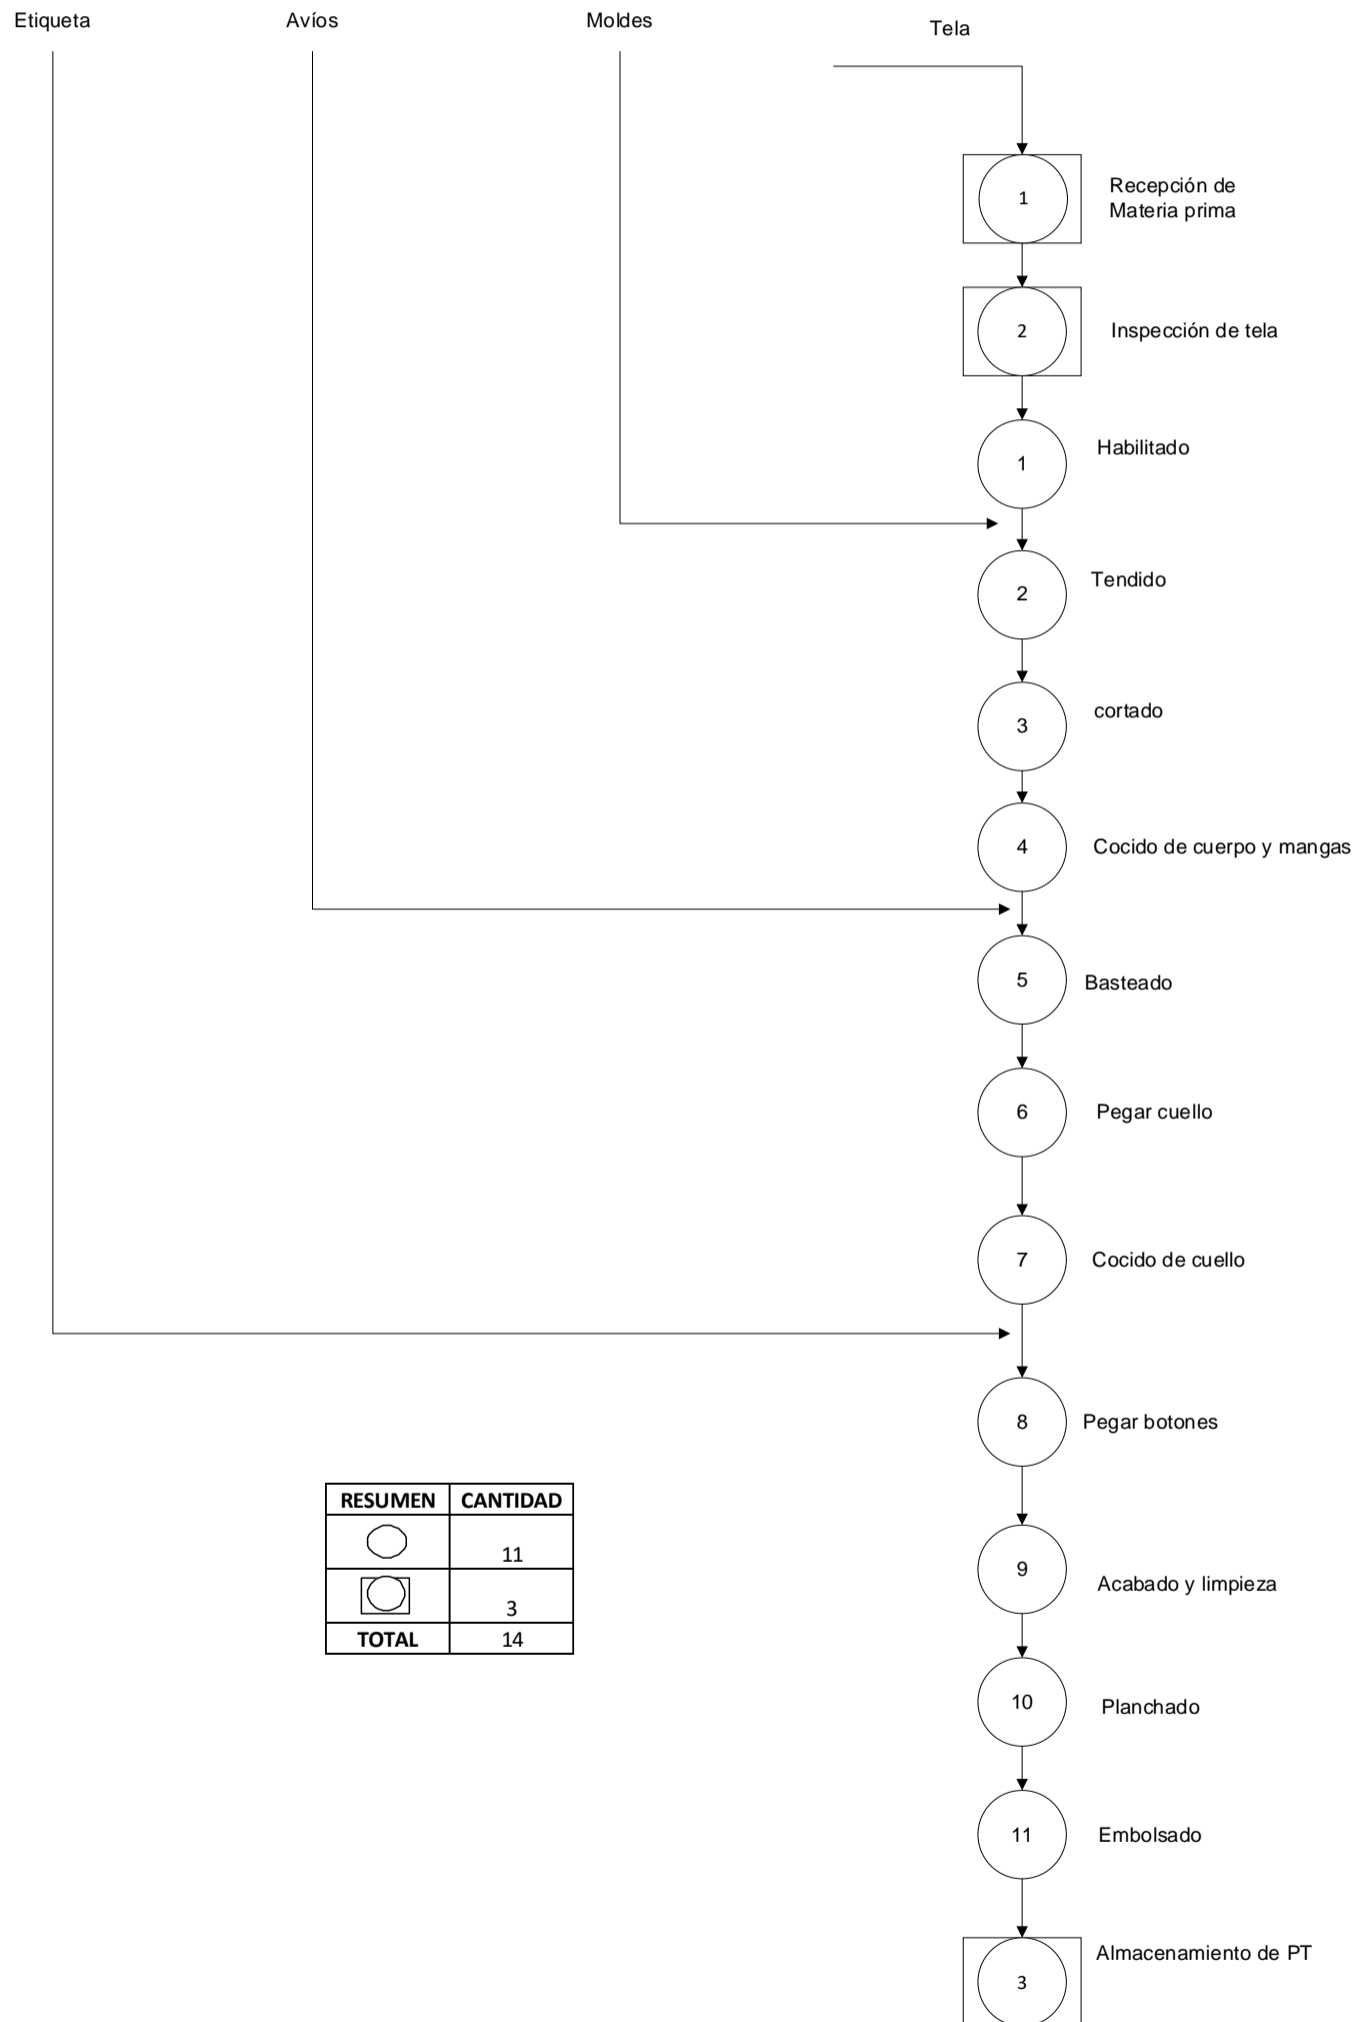 Etiqueta
Avíos
Moldes
Tela
1
Recepción de
Materia prima
2
Inspección de tela
1
Habilitado
2
Tendido
3
cortado
4
Cocido de cuerpo y mangas
5
Basteado
6
Pegar cuello
7
Cocido de cuello
8
Pegar botones
RESUMEN CANTIDAD
11
3
TOTAL 14
9
Acabado y limpieza
10
Planchado
11
Embolsado
3
Almacenamiento de PT